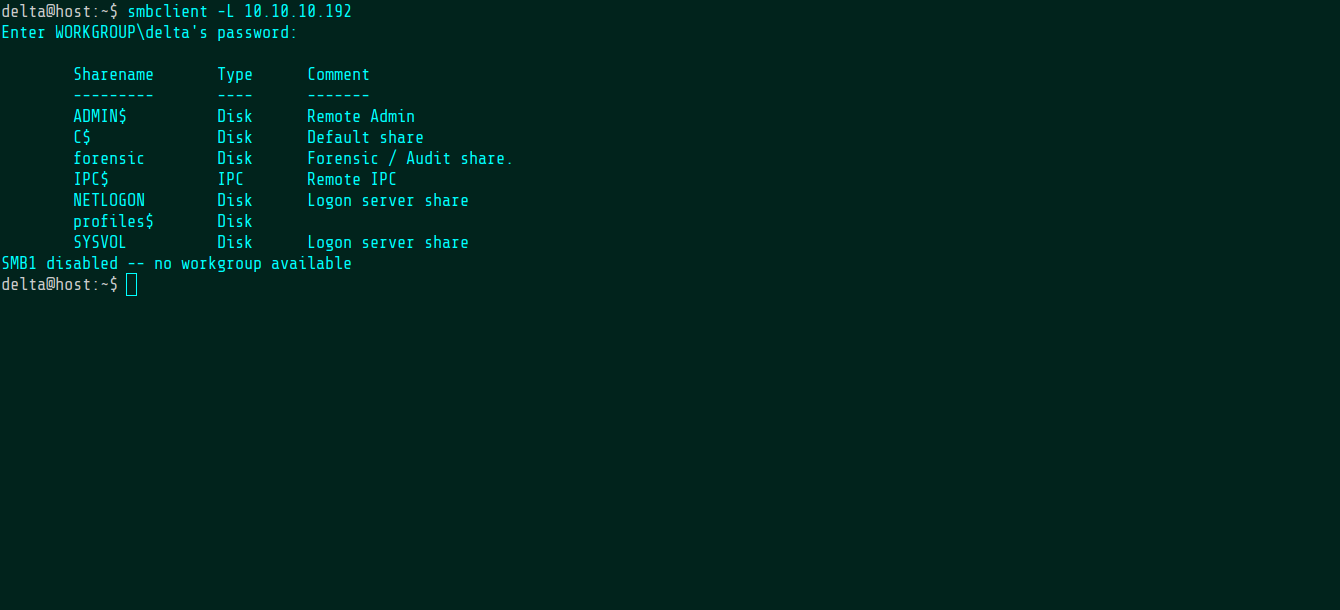 delta@host:~$ smbclient -L 10.10.10.192
Enter WORKGROUP\delta's password:
Sharename Type Comment
--------- ---- -------
ADMIN$ Disk Remote Admin
C$ Disk Default share
forensic Disk Forensic / Audit share.
IPC$ IPC Remote IPC
NETLOGON Disk Logon server share
profiles$ Disk
SYSVOL Disk Logon server share
SMB1 disabled -- no workgroup available
delta@host:~$